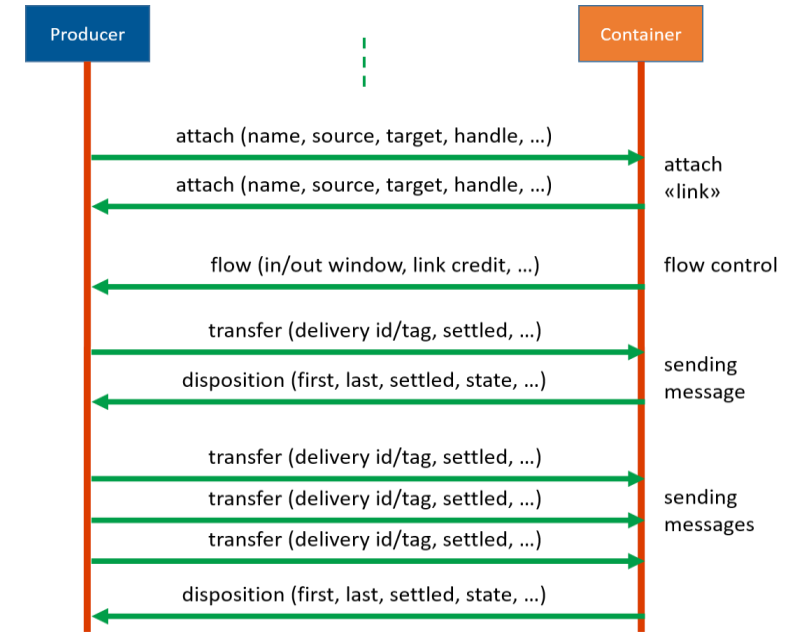 Producer
Container
attach (name, source, target, handle, …)
attach (name, source, target, handle, …)
attach
«link»
flow (in/out window, link credit, …)
flow control
transfer (delivery id/tag, settled, …)
disposition (first, last, settled, state, …)
sending
message
transfer (delivery id/tag, settled, …)
transfer (delivery id/tag, settled, …)
transfer (delivery id/tag, settled, …)
sending
messages
disposition (first, last, settled, state, …)